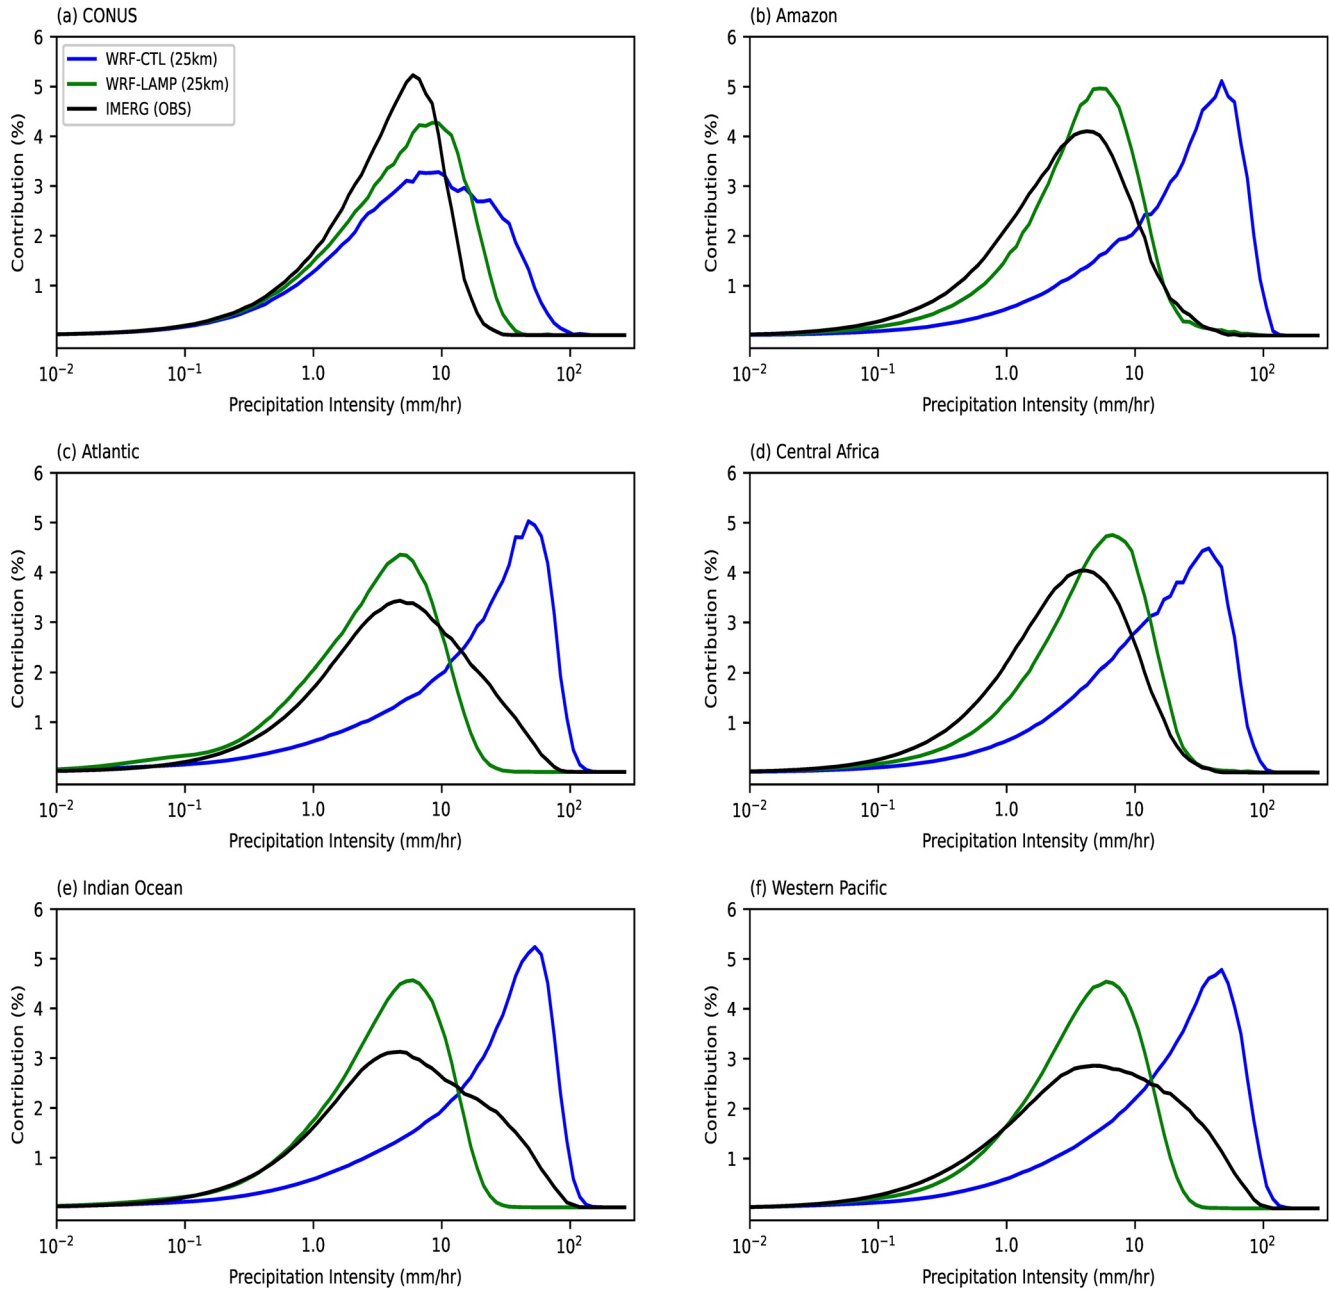 (a) CONUS
6
5
4
3
2
1
Contribution (%)
WRF-CTL (25km)
WRF-LAMP (25km)
IMERG (OBS)
10⁻² 10⁻¹ 1.0 10 10²
Precipitation Intensity (mm/hr)
(b) Amazon
6
5
4
3
2
1
Contribution (%)
10⁻² 10⁻¹ 1.0 10 10²
Precipitation Intensity (mm/hr)
(c) Atlantic
6
5
4
3
2
1
Contribution (%)
10⁻² 10⁻¹ 1.0 10 10²
Precipitation Intensity (mm/hr)
(d) Central Africa
6
5
4
3
2
1
Contribution (%)
10⁻² 10⁻¹ 1.0 10 10²
Precipitation Intensity (mm/hr)
(e) Indian Ocean
6
5
4
3
2
1
Contribution (%)
10⁻² 10⁻¹ 1.0 10 10²
Precipitation Intensity (mm/hr)
(f) Western Pacific
6
5
4
3
2
1
Contribution (%)
10⁻² 10⁻¹ 1.0 10 10²
Precipitation Intensity (mm/hr)